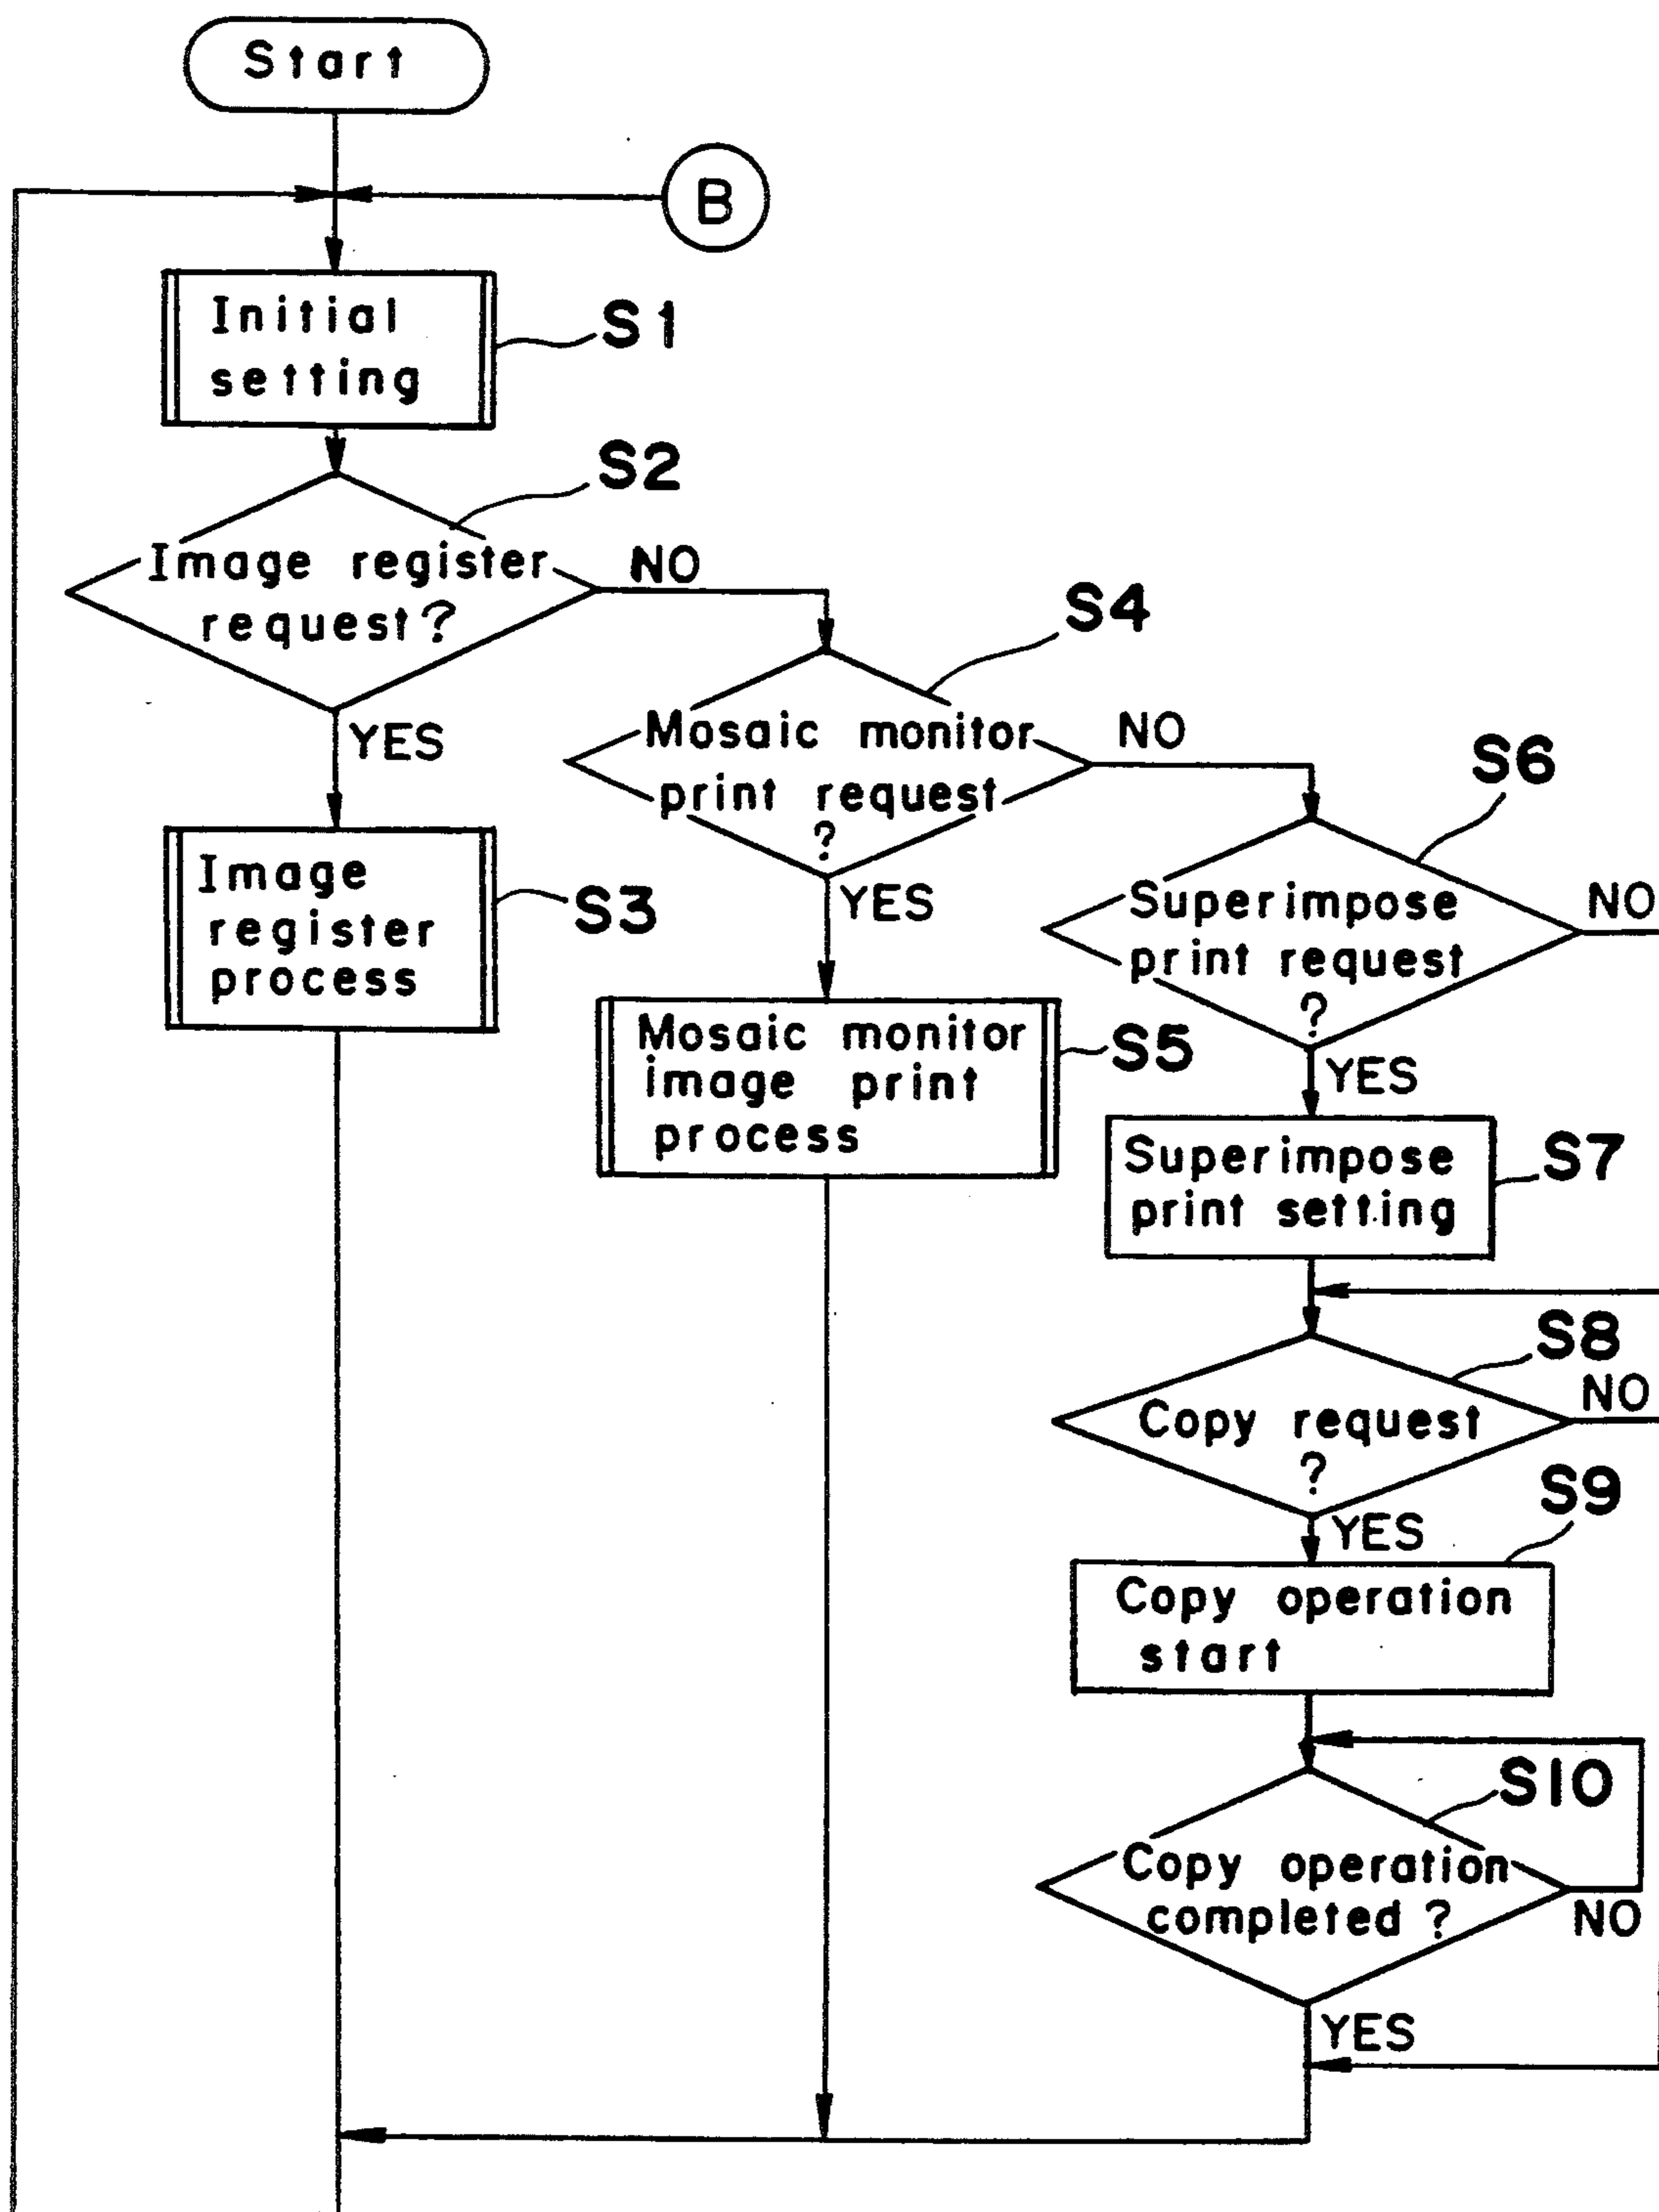 Start
B
Initial
setting
S1
S2
Image register
request?
NO
YES
S4
Mosaic monitor
print request
?
NO
YES
S6
Superimpose
print request
?
NO
YES
Image
register
process
S3
Mosaic monitor
image print
process
S5
Superimpose
print setting
S7
S8
Copy request
?
NO
YES
S9
Copy operation
start
S10
Copy operation
completed ?
NO
YES